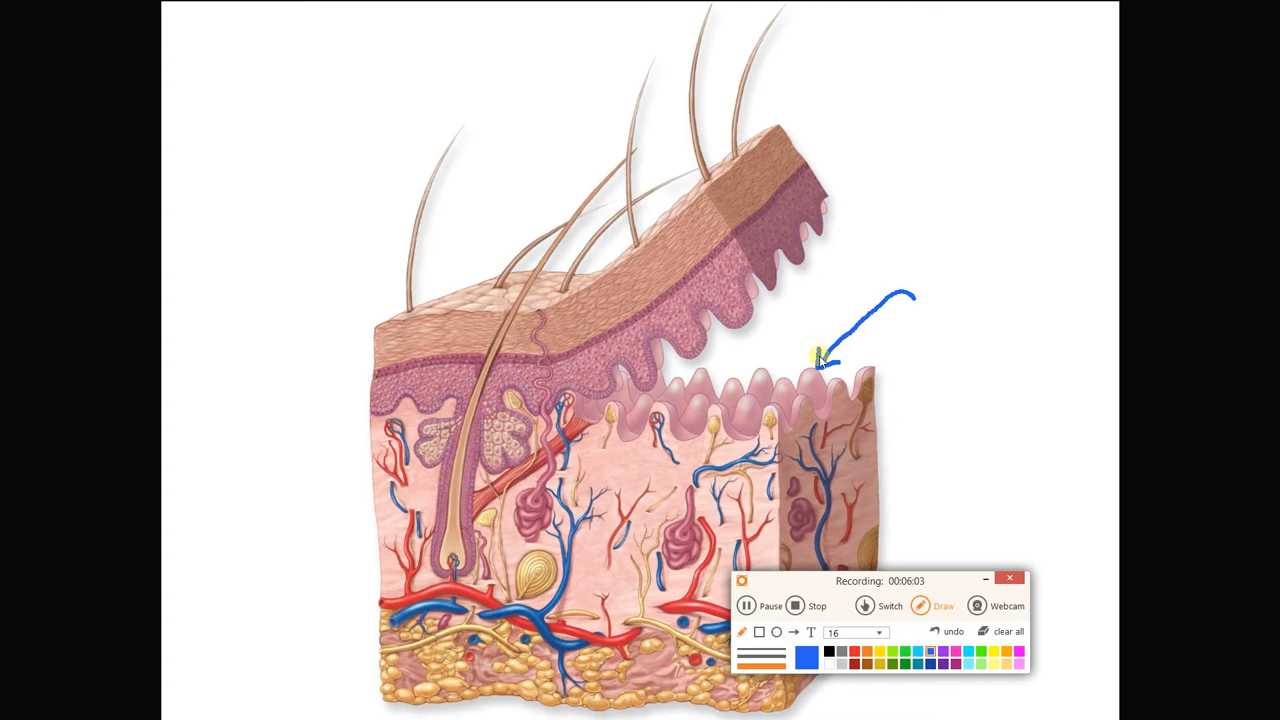 Recording: 00:06:03
Pause Stop Switch Draw Webcam
T 16 undo clear all